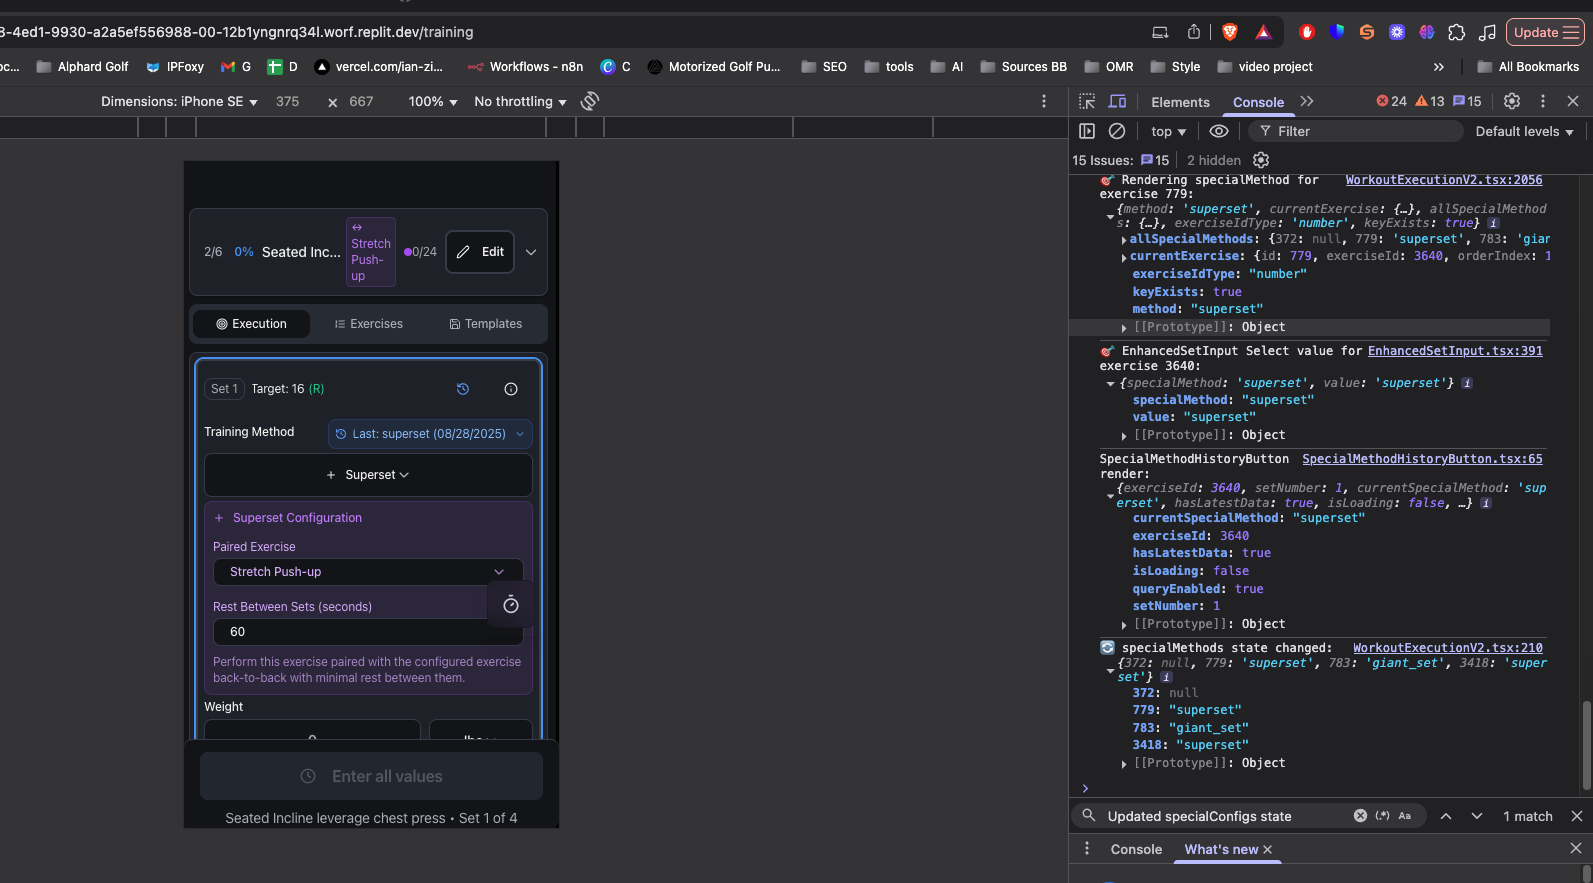 3-4ed1-9930-a2a5ef556988-00-12b1yngnrq34l.worf.replit.dev/training
Update
oc...
Alphard Golf
IPFoxy
G
D
vercel.com/ian-zi...
Workflows - n8n
C
Motorized Golf Pu...
SEO
tools
AI
Sources BB
OMR
Style
video project
»
All Bookmarks
Dimensions: iPhone SE 375 × 667 100% No throttling
Elements Console 24 13 15
top Filter Default levels
15 Issues: 15 2 hidden
2/6 0% Seated Inc...
↔
Stretch
Push-
up
0/24
Edit
Execution Exercises Templates
Set 1 Target: 16 (R)
Training Method Last: superset (08/28/2025)
+ Superset
+ Superset Configuration
Paired Exercise
Stretch Push-up
Rest Between Sets (seconds)
60
Perform this exercise paired with the configured exercise
back-to-back with minimal rest between them.
Weight
Enter all values
Seated Incline leverage chest press • Set 1 of 4
🎯 Rendering specialMethod for WorkoutExecutionV2.tsx:2056
exercise 779:
{method: 'superset', currentExercise: {…}, allSpecialMethod
s: {…}, exerciseIdType: 'number', keyExists: true} i
allSpecialMethods: {372: null, 779: 'superset', 783: 'gian
currentExercise: {id: 779, exerciseId: 3640, orderIndex: 1
exerciseIdType: "number"
keyExists: true
method: "superset"
[[Prototype]]: Object
🎯 EnhancedSetInput Select value for EnhancedSetInput.tsx:391
exercise 3640:
{specialMethod: 'superset', value: 'superset'} i
specialMethod: "superset"
value: "superset"
[[Prototype]]: Object
SpecialMethodHistoryButton SpecialMethodHistoryButton.tsx:65
render:
{exerciseId: 3640, setNumber: 1, currentSpecialMethod: 'sup
erset', hasLatestData: true, isLoading: false, …} i
currentSpecialMethod: "superset"
exerciseId: 3640
hasLatestData: true
isLoading: false
queryEnabled: true
setNumber: 1
[[Prototype]]: Object
🔄 specialMethods state changed: WorkoutExecutionV2.tsx:210
{372: null, 779: 'superset', 783: 'giant_set', 3418: 'super
set'} i
372: null
779: "superset"
783: "giant_set"
3418: "superset"
[[Prototype]]: Object
Updated specialConfigs state (.*) Aa 1 match
Console What's new